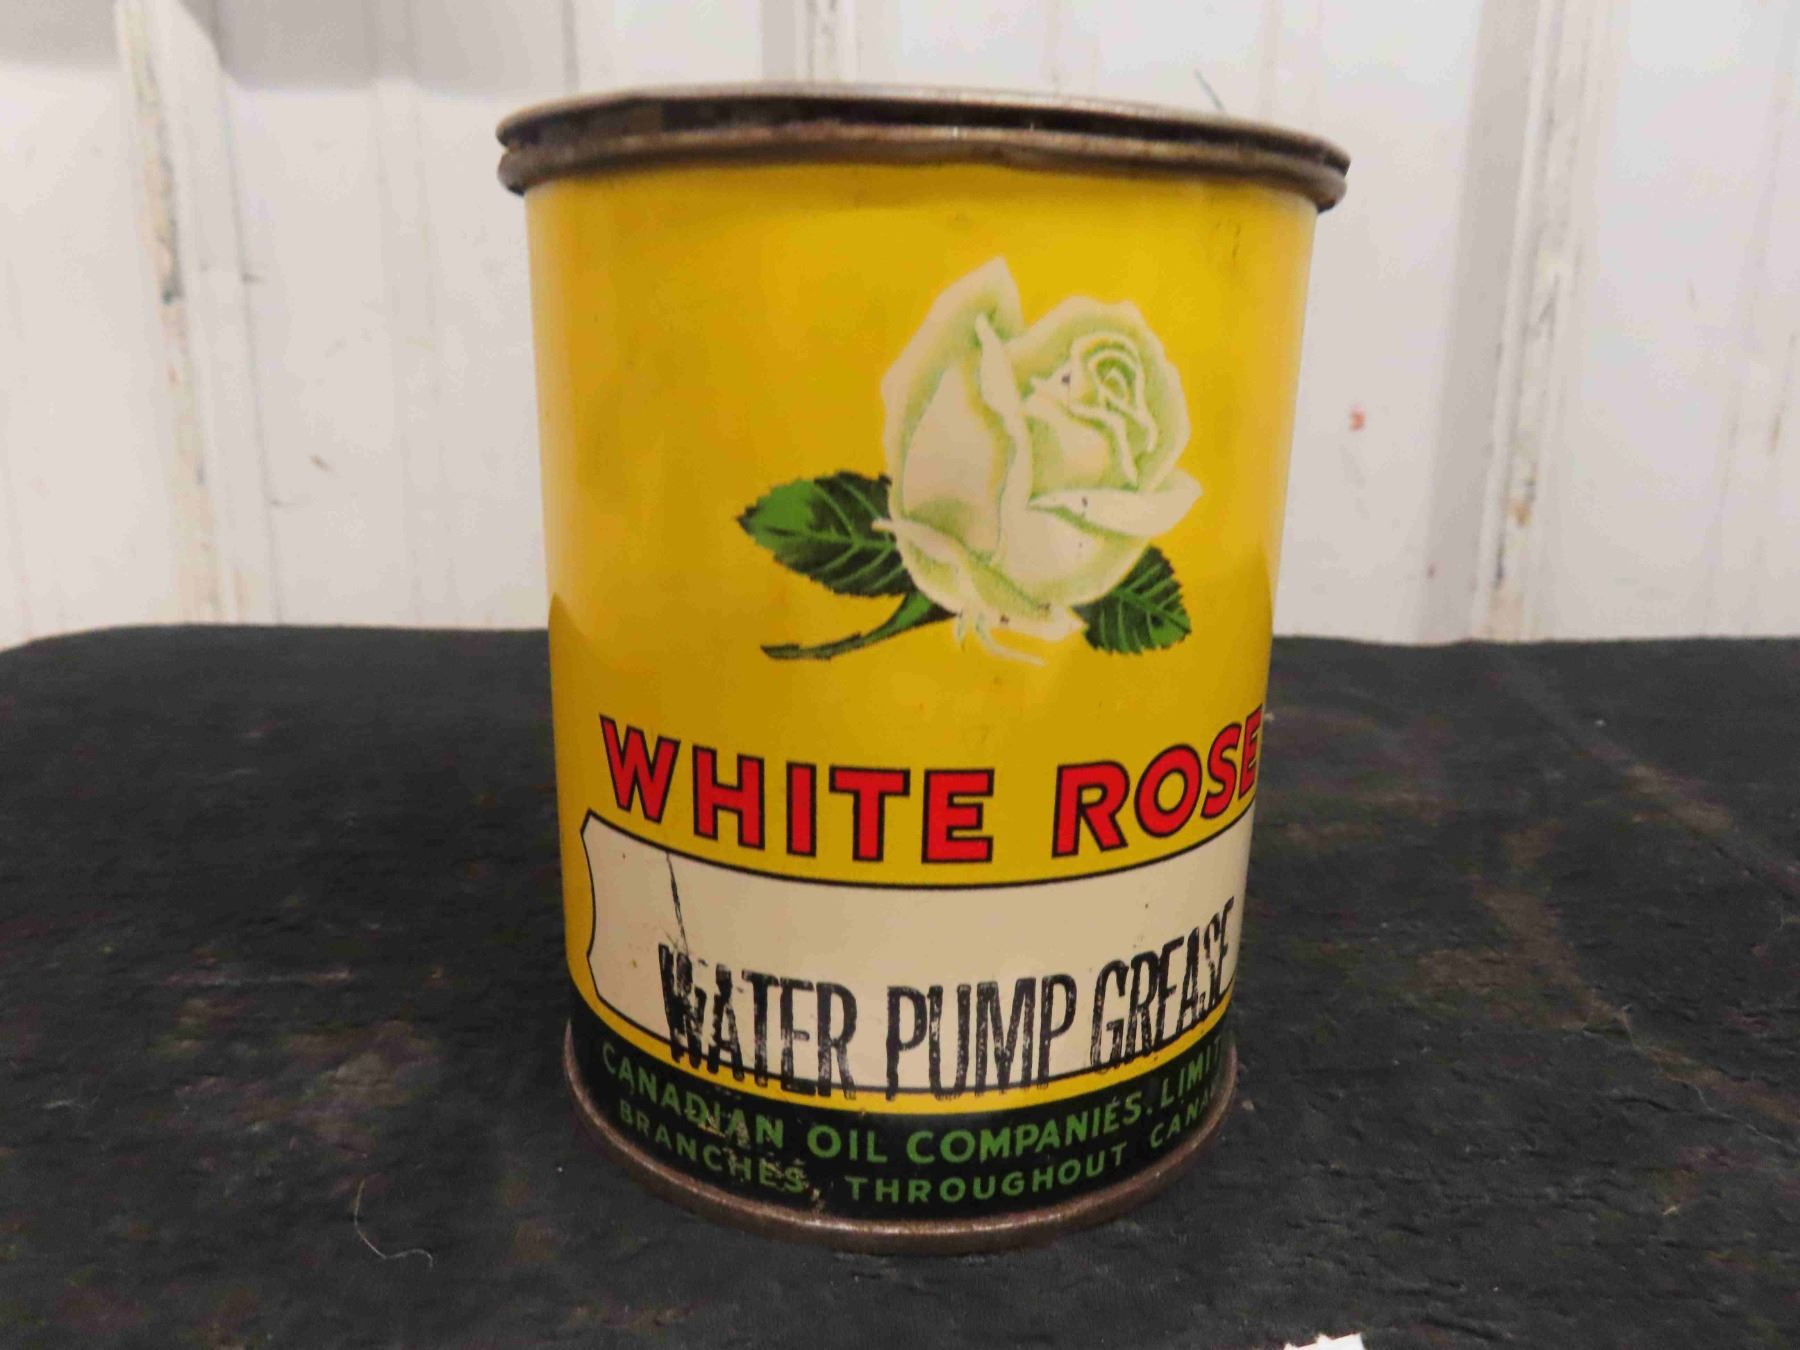 WHITE ROSE
WATER PUMP GREASE
CANADIAN OIL COMPANIES, LIMIT
BRANCHES THROUGHOUT CANA